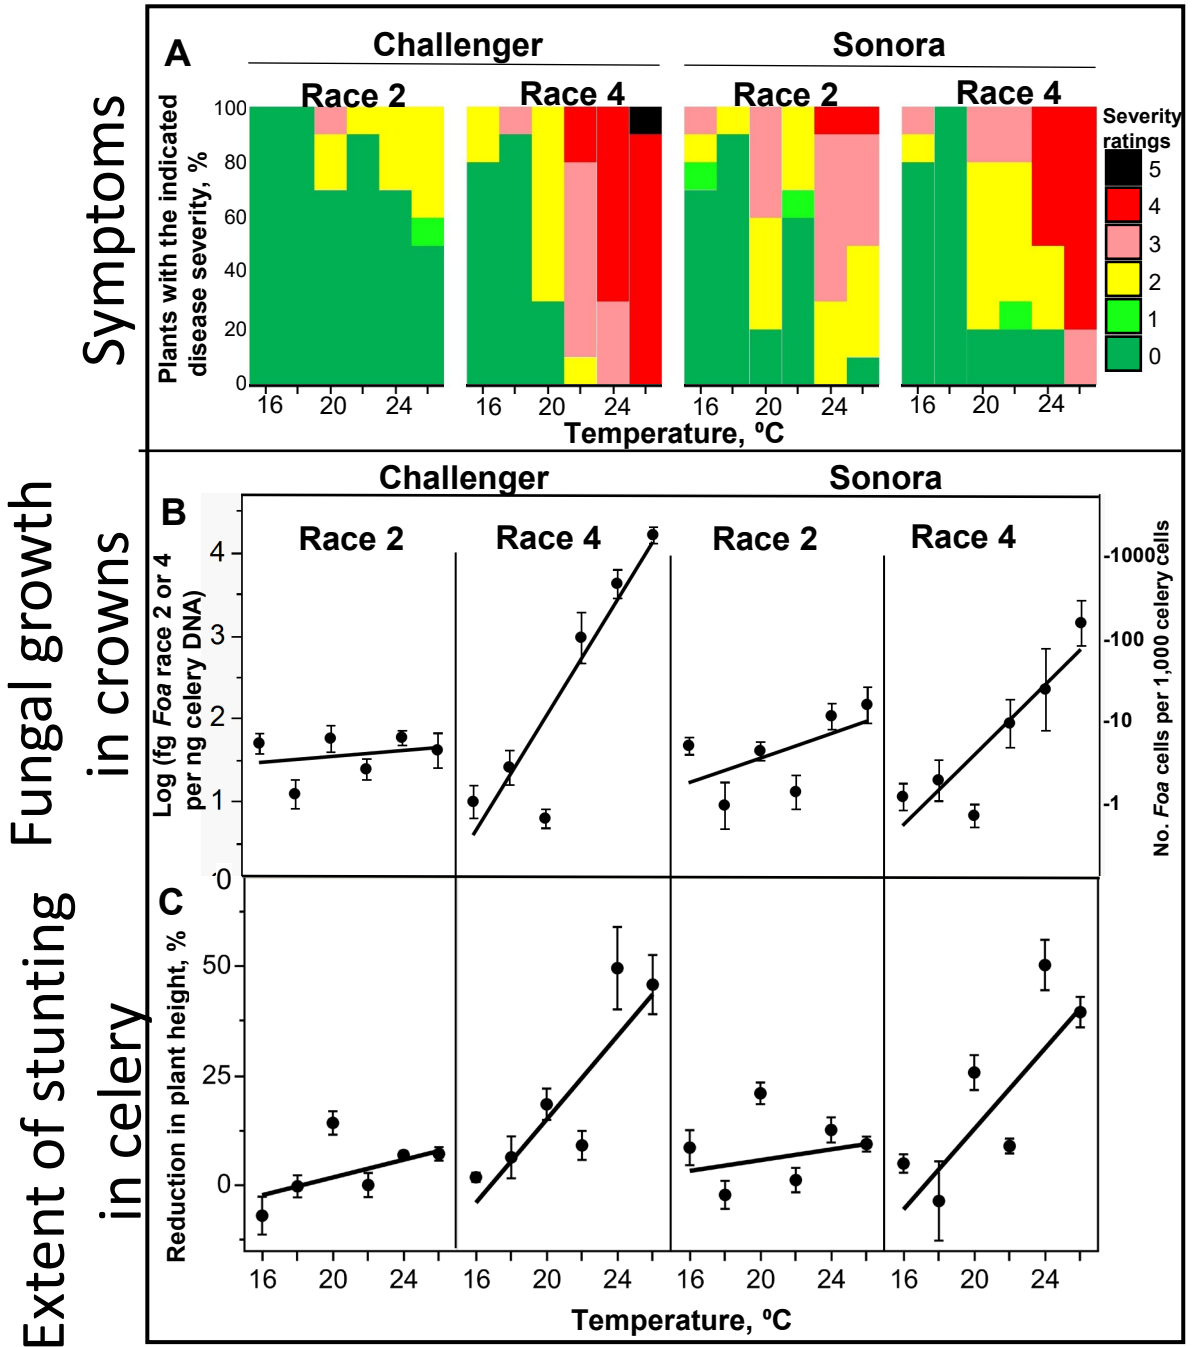 Symptoms
A
Challenger
Sonora
Race 2
Race 4
Race 2
Race 4
Plants with the indicated
disease severity, %
100
80
60
40
20
0
16 20 24
16 20 24
16 20 24
16 20 24
Temperature, ºC
Severity
ratings
5
4
3
2
1
0
Fungal growth
in crowns
Challenger
Sonora
B
Race 2
Race 4
Race 2
Race 4
Log (fg Foa race 2 or 4
per ng celery DNA)
4
3
2
1
0
-1000
-100
-10
-1
No. Foa cells per 1,000 celery cells
Extent of stunting
in celery
C
Reduction in plant height, %
50
25
0
16 20 24
16 20 24
16 20 24
16 20 24
Temperature, ºC